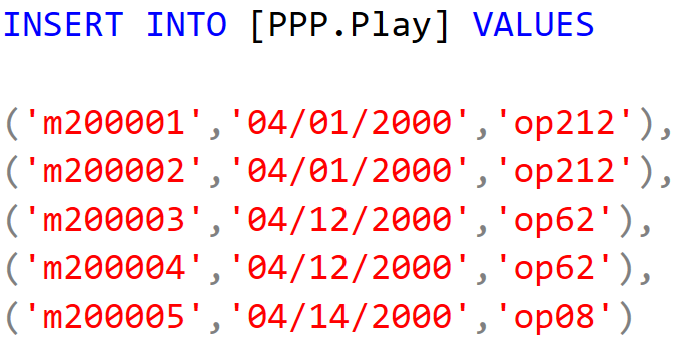 INSERT INTO [PPP.Play] VALUES
('m200001','04/01/2000','op212'),
('m200002','04/01/2000','op212'),
('m200003','04/12/2000','op62'),
('m200004','04/12/2000','op62'),
('m200005','04/14/2000','op08')